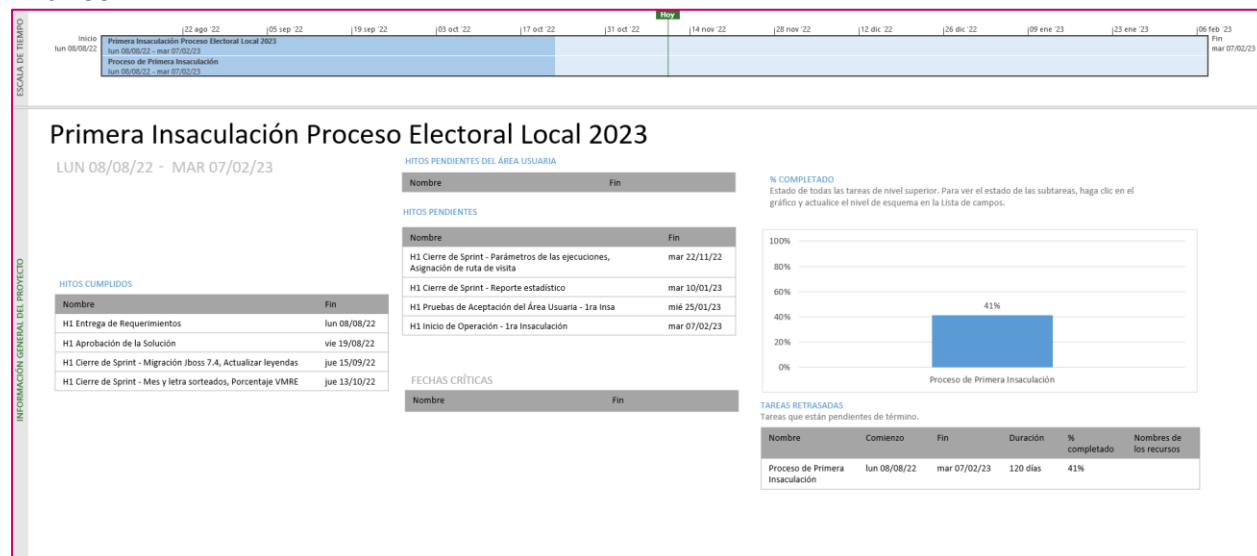 Hoy
22 ago '22 05 sep '22 19 sep '22 03 oct '22 17 oct '22 31 oct '22 14 nov '22 28 nov '22 12 dic '22 26 dic '22 09 ene '23 23 ene '23 06 feb '23
ESCALA DE TIEMPO
Inicio
lun 08/08/22
Primera Insaculación Proceso Electoral Local 2023
lun 08/08/22 - mar 07/02/23
Proceso de Primera Insaculación
lun 08/08/22 - mar 07/02/23
Fin
mar 07/02/23
INFORMACIÓN GENERAL DEL PROYECTO
Primera Insaculación Proceso Electoral Local 2023
LUN 08/08/22 - MAR 07/02/23
HITOS CUMPLIDOS
Nombre Fin
H1 Entrega de Requerimientos lun 08/08/22
H1 Aprobación de la Solución vie 19/08/22
H1 Cierre de Sprint - Migración Jboss 7.4, Actualizar leyendas jue 15/09/22
H1 Cierre de Sprint - Mes y letra sorteados, Porcentaje VMRE jue 13/10/22
HITOS PENDIENTES DEL ÁREA USUARIA
Nombre Fin
HITOS PENDIENTES
Nombre Fin
H1 Cierre de Sprint - Parámetros de las ejecuciones, mar 22/11/22
Asignación de ruta de visita
H1 Cierre de Sprint - Reporte estadístico mar 10/01/23
H1 Pruebas de Aceptación del Área Usuaria - 1ra Insa mié 25/01/23
H1 Inicio de Operación - 1ra Insaculación mar 07/02/23
FECHAS CRÍTICAS
Nombre Fin
% COMPLETADO
Estado de todas las tareas de nivel superior. Para ver el estado de las subtareas, haga clic en el
gráfico y actualice el nivel de esquema en la Lista de campos.
100%
80%
60%
40%
20%
0%
41%
Proceso de Primera Insaculación
TAREAS RETRASADAS
Tareas que están pendientes de término.
Nombre Comienzo Fin Duración % Nombres de
completado los recursos
Proceso de Primera lun 08/08/22 mar 07/02/23 120 días 41%
Insaculación